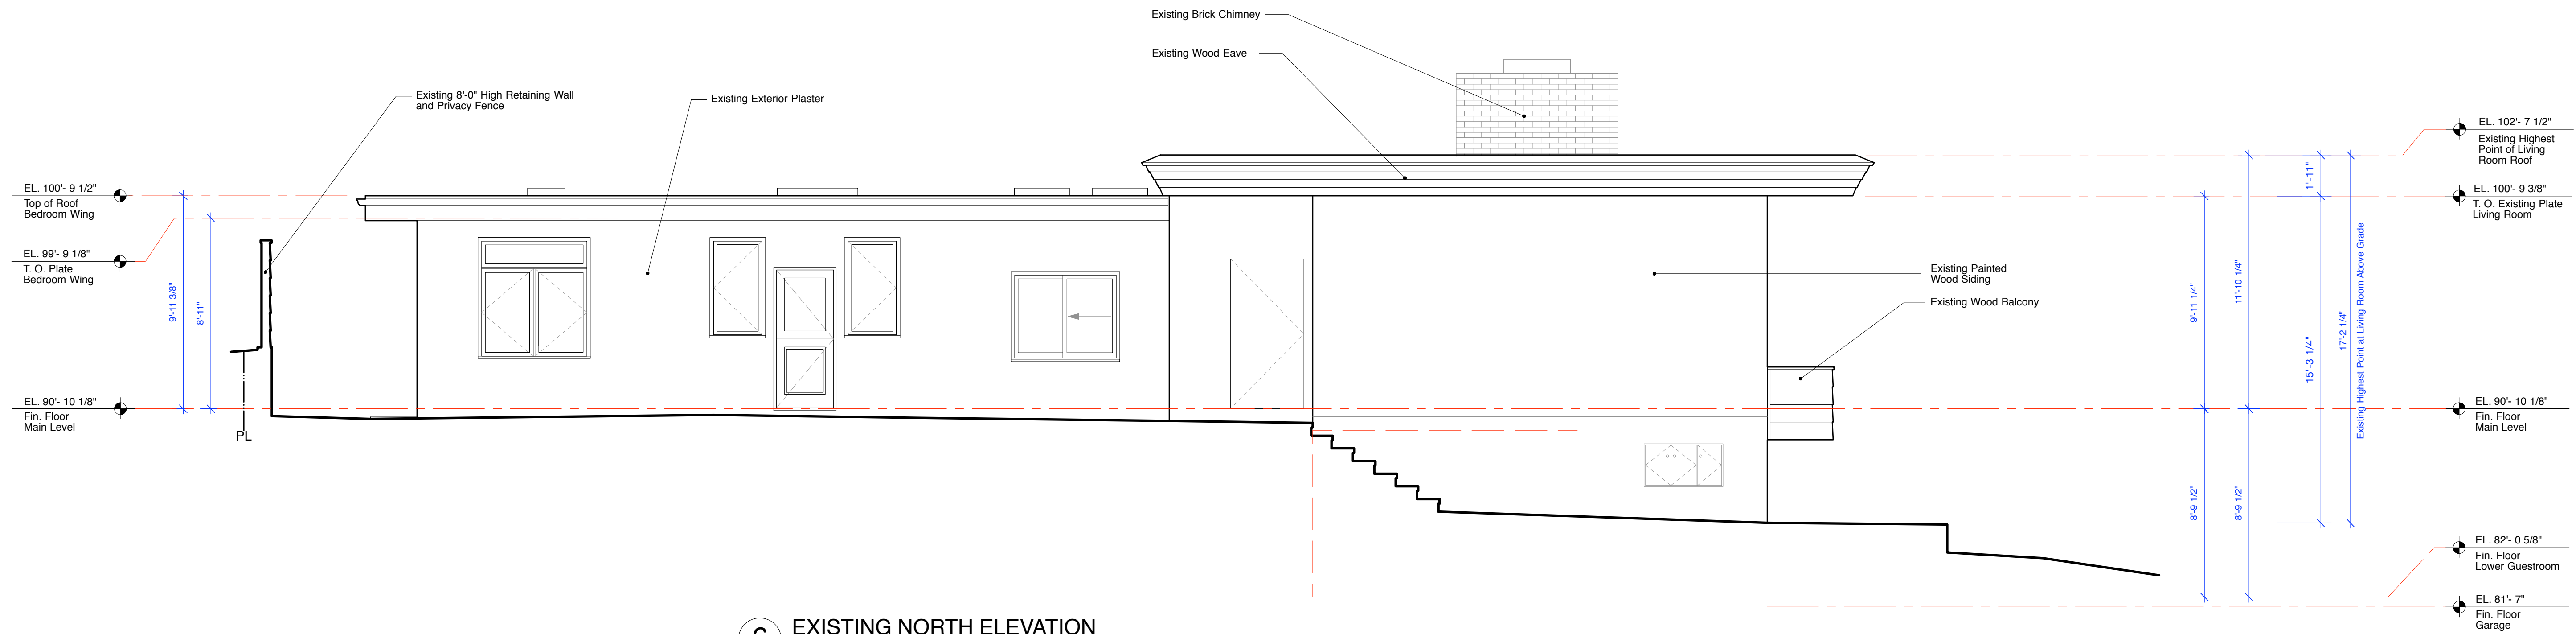 Existing Brick Chimney
Existing Wood Eave
Existing 8'-0" High Retaining Wall
and Privacy Fence
Existing Exterior Plaster
EL. 100'- 9 1/2"
Top of Roof
Bedroom Wing
EL. 99'- 9 1/8"
T. O. Plate
Bedroom Wing
9'-11 3/8"
8'-11"
EL. 90'- 10 1/8"
Fin. Floor
Main Level
PL
Existing Painted
Wood Siding
Existing Wood Balcony
9'-11 1/4"
11'-10 1/4"
1'-11"
15'-3 1/4"
17'-2 1/4"
Existing Highest Point at Living Room Above Grade
8'-9 1/2"
8'-9 1/2"
EL. 102'- 7 1/2"
Existing Highest
Point of Living
Room Roof
EL. 100'- 9 3/8"
T. O. Existing Plate
Living Room
EL. 90'- 10 1/8"
Fin. Floor
Main Level
EL. 82'- 0 5/8"
Fin. Floor
Lower Guestroom
EL. 81'- 7"
Fin. Floor
Garage
EXISTING NORTH ELEVATION